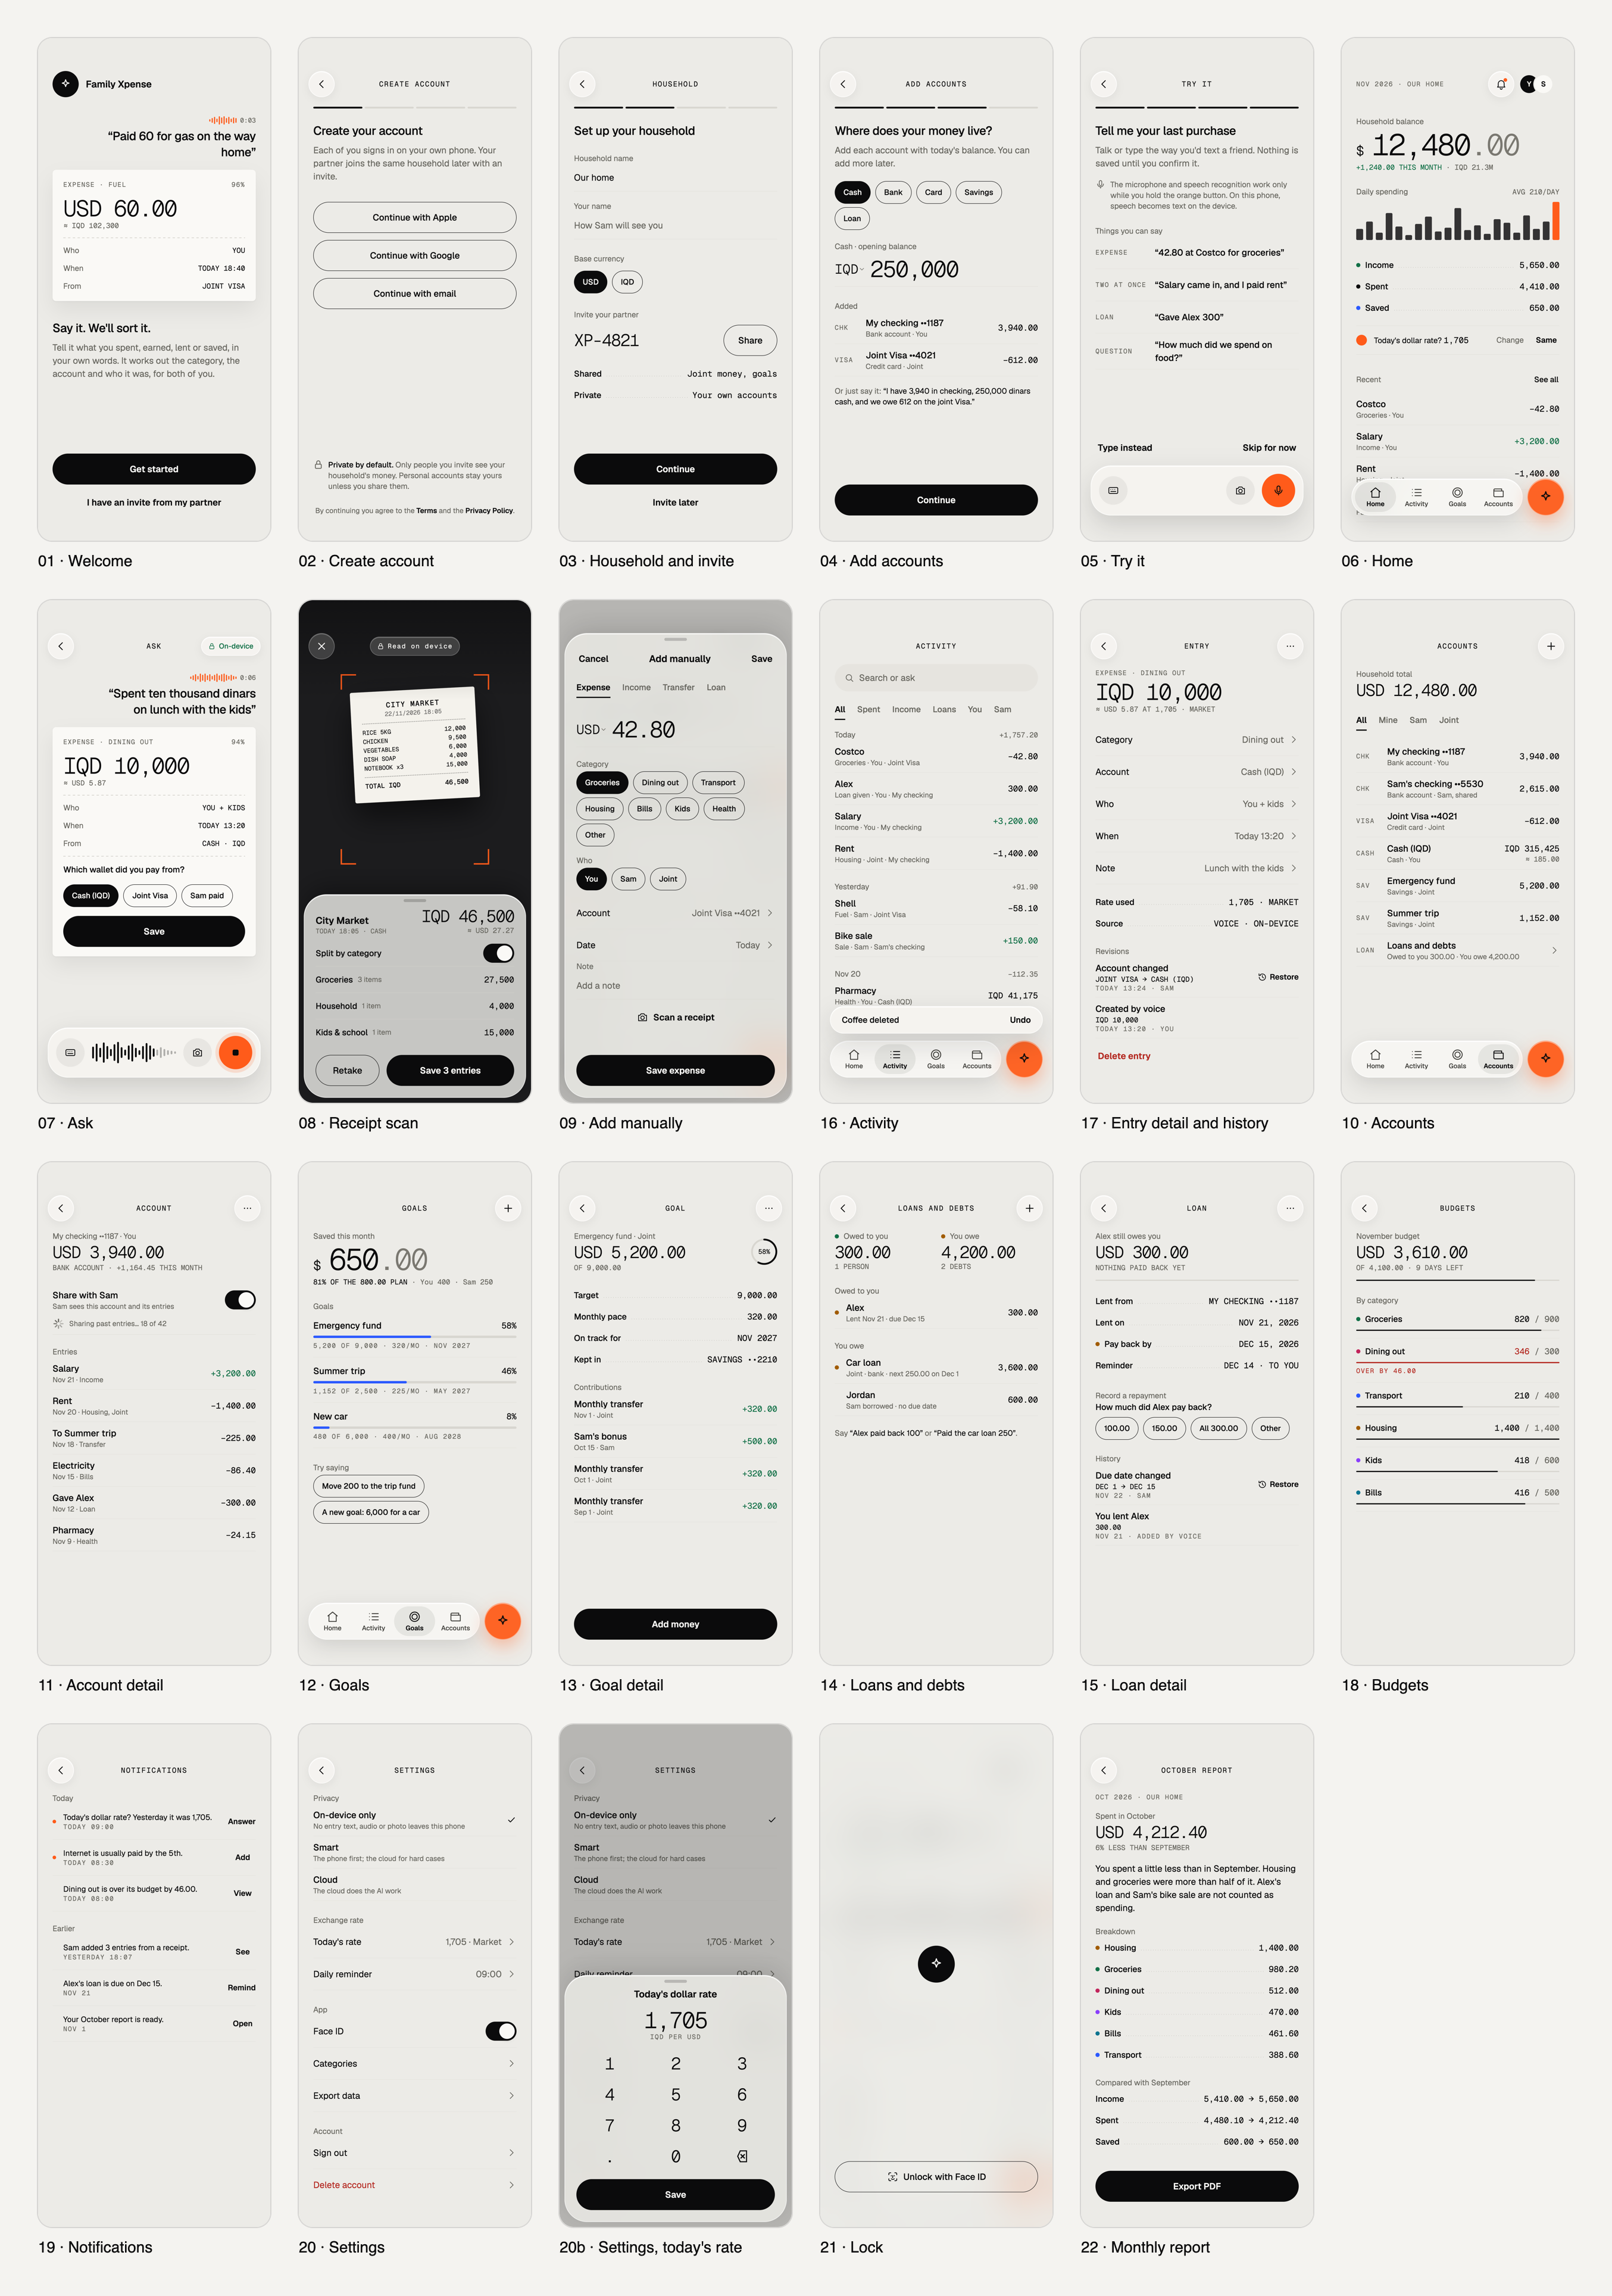 Family Xpense
0:03
“Paid 60 for gas on the way
home”
EXPENSE · FUEL 96%
USD 60.00
≈ IQD 102,300
Who YOU
When TODAY 18:40
From JOINT VISA
Say it. We'll sort it.
Tell it what you spent, earned, lent or saved, in
your own words. It works out the category, the
account and who it was, for both of you.
Get started
I have an invite from my partner
01 · Welcome
CREATE ACCOUNT
Create your account
Each of you signs in on your own phone. Your
partner joins the same household later with an
invite.
Continue with Apple
Continue with Google
Continue with email
Private by default. Only people you invite see your
household's money. Personal accounts stay yours
unless you share them.
By continuing you agree to the Terms and the Privacy Policy.
02 · Create account
HOUSEHOLD
Set up your household
Household name
Our home
Your name
How Sam will see you
Base currency
USD IQD
Invite your partner
XP-4821 Share
Shared Joint money, goals
Private Your own accounts
Continue
Invite later
03 · Household and invite
ADD ACCOUNTS
Where does your money live?
Add each account with today's balance. You can
add more later.
Cash Bank Card Savings
Loan
Cash · opening balance
IQD 250,000
Added
CHK My checking ••1187 3,940.00
Bank account · You
VISA Joint Visa ••4021 −612.00
Credit card · Joint
Or just say it: “I have 3,940 in checking, 250,000 dinars
cash, and we owe 612 on the joint Visa.”
Continue
04 · Add accounts
TRY IT
Tell me your last purchase
Talk or type the way you'd text a friend. Nothing is
saved until you confirm it.
The microphone and speech recognition work only
while you hold the orange button. On this phone,
speech becomes text on the device.
Things you can say
EXPENSE “42.80 at Costco for groceries”
TWO AT ONCE “Salary came in, and I paid rent”
LOAN “Gave Alex 300”
QUESTION “How much did we spend on
food?”
Type instead Skip for now
05 · Try it
NOV 2026 · OUR HOME Y S
Household balance
$ 12,480.00
+1,240.00 THIS MONTH · IQD 21.3M
Daily spending AVG 210/DAY
Income 5,650.00
Spent 4,410.00
Saved 650.00
Today's dollar rate? 1,705 Change Same
Recent See all
Costco −42.80
Groceries · You
Salary +3,200.00
Income · You
Rent −1,400.00
Home Activity Goals Accounts
06 · Home
ASK On-device
0:06
“Spent ten thousand dinars
on lunch with the kids”
EXPENSE · DINING OUT 94%
IQD 10,000
≈ USD 5.87
Who YOU + KIDS
When TODAY 13:20
From CASH · IQD
Which wallet did you pay from?
Cash (IQD) Joint Visa Sam paid
Save
07 · Ask
Read on device
CITY MARKET
22/11/2026 18:05
RICE 5KG 12,000
CHICKEN 9,500
VEGETABLES 6,000
DISH SOAP 4,000
NOTEBOOK x3 15,000
TOTAL IQD 46,500
City Market IQD 46,500
TODAY 18:05 · CASH ≈ USD 27.27
Split by category
Groceries 3 items 27,500
Household 1 item 4,000
Kids & school 1 item 15,000
Retake Save 3 entries
08 · Receipt scan
Cancel Add manually Save
Expense Income Transfer Loan
USD 42.80
Category
Groceries Dining out Transport
Housing Bills Kids Health
Other
Who
You Sam Joint
Account Joint Visa ••4021
Date Today
Note
Add a note
Scan a receipt
Save expense
09 · Add manually
ACTIVITY
Search or ask
All Spent Income Loans You Sam
Today +1,757.20
Costco −42.80
Groceries · You · Joint Visa
Alex 300.00
Loan given · You · My checking
Salary +3,200.00
Income · You · My checking
Rent −1,400.00
Housing · Joint · My checking
Yesterday +91.90
Shell −58.10
Fuel · Sam · Joint Visa
Bike sale +150.00
Sale · Sam · Sam's checking
Nov 20 −112.35
Pharmacy IQD 41,175
Health · You · Cash (IQD)
Coffee deleted Undo
Home Activity Goals Accounts
16 · Activity
ENTRY
EXPENSE · DINING OUT
IQD 10,000
≈ USD 5.87 AT 1,705 · MARKET
Category Dining out
Account Cash (IQD)
Who You + kids
When Today 13:20
Note Lunch with the kids
Rate used 1,705 · MARKET
Source VOICE · ON-DEVICE
Revisions
Account changed Restore
JOINT VISA → CASH (IQD)
TODAY 13:24 · SAM
Created by voice
IQD 10,000
TODAY 13:20 · YOU
Delete entry
17 · Entry detail and history
ACCOUNTS
Household total
USD 12,480.00
All Mine Sam Joint
CHK My checking ••1187 3,940.00
Bank account · You
CHK Sam's checking ••5530 2,615.00
Bank account · Sam, shared
VISA Joint Visa ••4021 −612.00
Credit card · Joint
CASH Cash (IQD) IQD 315,425
Cash · You ≈ 185.00
SAV Emergency fund 5,200.00
Savings · Joint
SAV Summer trip 1,152.00
Savings · Joint
LOAN Loans and debts
Owed to you 300.00 · You owe 4,200.00
Home Activity Goals Accounts
10 · Accounts
ACCOUNT
My checking ••1187 · You
USD 3,940.00
BANK ACCOUNT · +1,164.45 THIS MONTH
Share with Sam
Sam sees this account and its entries
Sharing past entries... 18 of 42
Entries
Salary +3,200.00
Nov 21 · Income
Rent −1,400.00
Nov 20 · Housing, Joint
To Summer trip −225.00
Nov 18 · Transfer
Electricity −86.40
Nov 15 · Bills
Gave Alex −300.00
Nov 12 · Loan
Pharmacy −24.15
Nov 9 · Health
11 · Account detail
GOALS
Saved this month
$ 650.00
81% OF THE 800.00 PLAN · You 400 · Sam 250
Goals
Emergency fund 58%
5,200 OF 9,000 · 320/MO · NOV 2027
Summer trip 46%
1,152 OF 2,500 · 225/MO · MAY 2027
New car 8%
480 OF 6,000 · 400/MO · AUG 2028
Try saying
Move 200 to the trip fund
A new goal: 6,000 for a car
Home Activity Goals Accounts
12 · Goals
GOAL
Emergency fund · Joint
USD 5,200.00 58%
OF 9,000.00
Target 9,000.00
Monthly pace 320.00
On track for NOV 2027
Kept in SAVINGS ••2210
Contributions
Monthly transfer +320.00
Nov 1 · Joint
Sam's bonus +500.00
Oct 15 · Sam
Monthly transfer +320.00
Oct 1 · Joint
Monthly transfer +320.00
Sep 1 · Joint
Add money
13 · Goal detail
LOANS AND DEBTS
Owed to you You owe
300.00 4,200.00
1 PERSON 2 DEBTS
Owed to you
Alex 300.00
Lent Nov 21 · due Dec 15
You owe
Car loan 3,600.00
Joint · bank · next 250.00 on Dec 1
Jordan 600.00
Sam borrowed · no due date
Say “Alex paid back 100” or “Paid the car loan 250”.
14 · Loans and debts
LOAN
Alex still owes you
USD 300.00
NOTHING PAID BACK YET
Lent from MY CHECKING ••1187
Lent on NOV 21, 2026
Pay back by DEC 15, 2026
Reminder DEC 14 · TO YOU
Record a repayment
How much did Alex pay back?
100.00 150.00 All 300.00 Other
History
Due date changed Restore
DEC 1 → DEC 15
NOV 22 · SAM
You lent Alex
300.00
NOV 21 · ADDED BY VOICE
15 · Loan detail
BUDGETS
November budget
USD 3,610.00
OF 4,100.00 · 9 DAYS LEFT
By category
Groceries 820 / 900
Dining out 346 / 300
OVER BY 46.00
Transport 210 / 400
Housing 1,400 / 1,400
Kids 418 / 600
Bills 416 / 500
18 · Budgets
NOTIFICATIONS
Today
Today's dollar rate? Yesterday it was 1,705. Answer
TODAY 09:00
Internet is usually paid by the 5th. Add
TODAY 08:30
Dining out is over its budget by 46.00. View
TODAY 08:00
Earlier
Sam added 3 entries from a receipt. See
YESTERDAY 18:07
Alex's loan is due on Dec 15. Remind
NOV 21
Your October report is ready. Open
NOV 1
19 · Notifications
SETTINGS
Privacy
On-device only
No entry text, audio or photo leaves this phone
Smart
The phone first; the cloud for hard cases
Cloud
The cloud does the AI work
Exchange rate
Today's rate 1,705 · Market
Daily reminder 09:00
App
Face ID
Categories
Export data
Account
Sign out
Delete account
20 · Settings
SETTINGS
Privacy
On-device only
No entry text, audio or photo leaves this phone
Smart
The phone first; the cloud for hard cases
Cloud
The cloud does the AI work
Exchange rate
Today's rate 1,705 · Market
Daily reminder 09:00
Today's dollar rate
1,705
IQD PER USD
1 2 3
4 5 6
7 8 9
. 0
Save
20b · Settings, today's rate
Unlock with Face ID
21 · Lock
OCTOBER REPORT
OCT 2026 · OUR HOME
Spent in October
USD 4,212.40
6% LESS THAN SEPTEMBER
You spent a little less than in September. Housing
and groceries were more than half of it. Alex's
loan and Sam's bike sale are not counted as
spending.
Breakdown
Housing 1,400.00
Groceries 980.20
Dining out 512.00
Kids 470.00
Bills 461.60
Transport 388.60
Compared with September
Income 5,410.00 → 5,650.00
Spent 4,480.10 → 4,212.40
Saved 600.00 → 650.00
Export PDF
22 · Monthly report